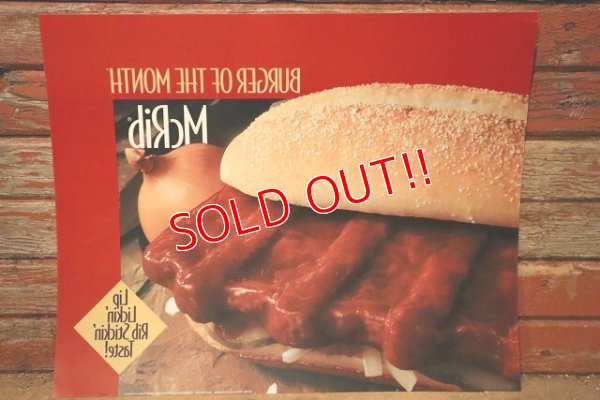 BURGER OF THE MONTH
McRib®
SOLD OUT!!
Lip
Lickin'
Rib Stickin'
Taste!